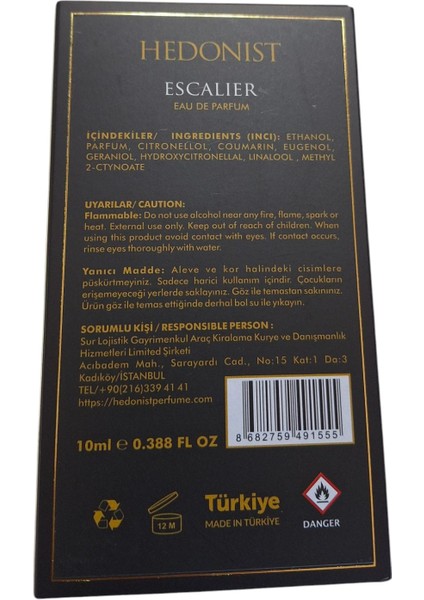 HEDONIST
ESCALIER
EAU DE PARFUM
İÇİNDEKİLER/ INGREDIENTS (INCI): ETHANOL,
PARFUM, CITRONELLOL, COUMARIN, EUGENOL,
GERANIOL, HYDROXYCITRONELLAL, LINALOOL , METHYL
2-CTYNOATE
UYARILAR/ CAUTION:
Flammable: Do not use alcohol near any fire, flame, spark or
heat. External use only. Keep out of reach of children. When
using this product avoid contact with eyes. If contact occurs,
rinse eyes thoroughly with water.
Yanıcı Madde: Aleve ve kor halindeki cisimlere
püskürtmeyiniz. Sadece harici kullanım içindir. Çocukların
erişemeyeceği yerlerde saklayınız. Göz ile temastan sakınınız.
Ürün göz ile temas ettiğinde derhal bol su ile yıkayın.
SORUMLU KİŞİ / RESPONSIBLE PERSON :
Sur Lojistik Gayrimenkul Araç Kiralama Kurye ve Danışmanlık
Hizmetleri Limited Şirketi
Acıbadem Mah., Sarayardı Cad., No:15 Kat:1 Da:3
Kadıköy/İSTANBUL
TEL/+90(216)339 41 41
https://hedonistperfume.com
10ml e 0.388 FL OZ
8 682759 491555
12 M
Türkiye
MADE IN TÜRKİYE
DANGER